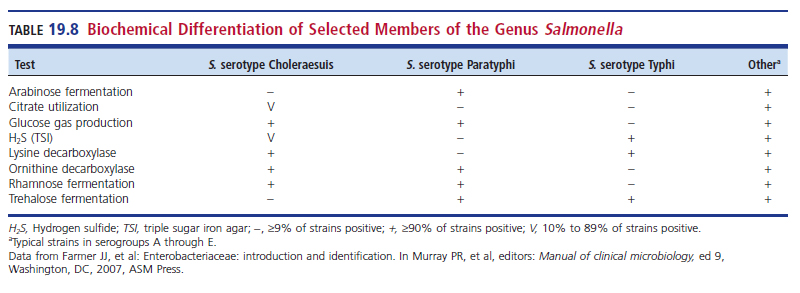 TABLE 19.8 Biochemical Differentiation of Selected Members of the Genus Salmonella
Test S. serotype Choleraesuis S. serotype Paratyphi S. serotype Typhi Otherᵃ
Arabinose fermentation − + − +
Citrate utilization V − − +
Glucose gas production + + − +
H₂S (TSI) V − + +
Lysine decarboxylase + − + +
Ornithine decarboxylase + + − +
Rhamnose fermentation + + − +
Trehalose fermentation − + + +
H₂S, Hydrogen sulfide; TSI, triple sugar iron agar; −, ≥9% of strains positive; +, ≥90% of strains positive; V, 10% to 89% of strains positive.
ᵃTypical strains in serogroups A through E.
Data from Farmer JJ, et al: Enterobacteriaceae: introduction and identification. In Murray PR, et al, editors: Manual of clinical microbiology, ed 9,
Washington, DC, 2007, ASM Press.